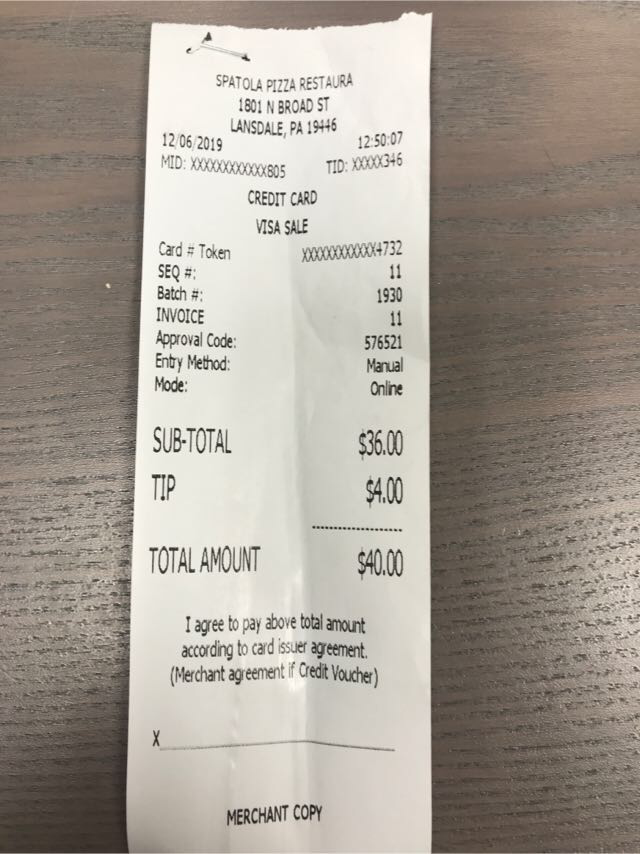 SPATOLA PIZZA RESTAURA
1801 N BROAD ST
LANSDALE, PA 19446
12/06/2019 12:50:07
MID: XXXXXXXXXXXX805 TID: XXXXX346
CREDIT CARD
VISA SALE
Card # Token XXXXXXXXXXXX4732
SEQ #: 11
Batch #: 1930
INVOICE 11
Approval Code: 576521
Entry Method: Manual
Mode: Online
SUB-TOTAL $36.00
TIP $4.00
--------------------
TOTAL AMOUNT $40.00
I agree to pay above total amount
according to card issuer agreement.
(Merchant agreement if Credit Voucher)
X
MERCHANT COPY